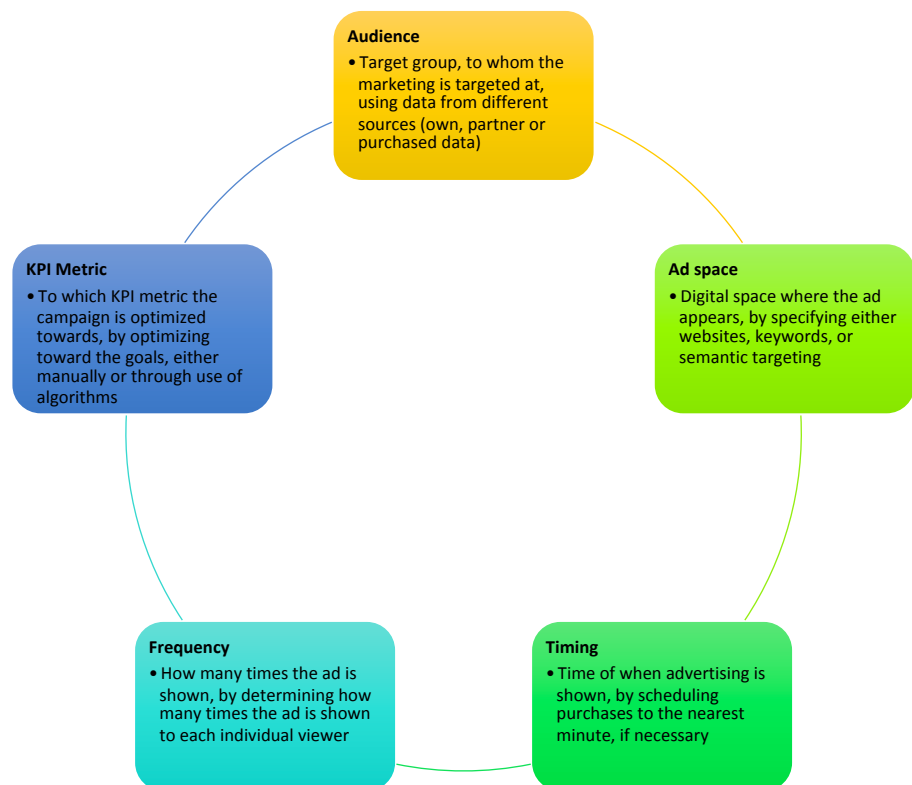 Audience
• Target group, to whom the
marketing is targeted at,
using data from different
sources (own, partner or
purchased data)
KPI Metric
• To which KPI metric the
campaign is optimized
towards, by optimizing
toward the goals, either
manually or through use of
algorithms
Ad space
• Digital space where the ad
appears, by specifying either
websites, keywords, or
semantic targeting
Frequency
• How many times the ad is
shown, by determining how
many times the ad is shown
to each individual viewer
Timing
• Time of when advertising is
shown, by scheduling
purchases to the nearest
minute, if necessary